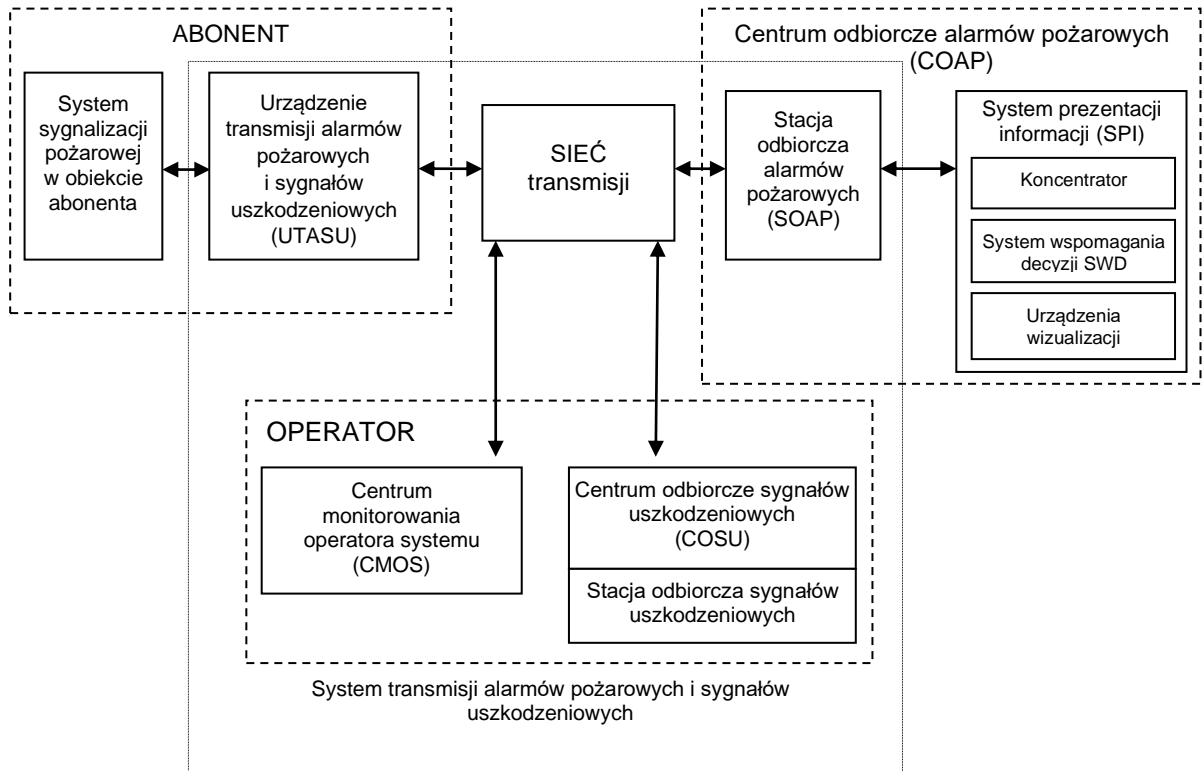 ABONENT
System
sygnalizacji
pożarowej
w obiekcie
abonenta
Urządzenie
transmisji alarmów
pożarowych
i sygnałów
uszkodzeniowych
(UTASU)
SIEĆ
transmisji
Centrum odbiorcze alarmów pożarowych
(COAP)
Stacja
odbiorcza
alarmów
pożarowych
(SOAP)
System prezentacji
informacji (SPI)
Koncentrator
System wspomagania
decyzji SWD
Urządzenia
wizualizacji
OPERATOR
Centrum
monitorowania
operatora systemu
(CMOS)
Centrum odbiorcze sygnałów
uszkodzeniowych
(COSU)
Stacja odbiorcza sygnałów
uszkodzeniowych
System transmisji alarmów pożarowych i sygnałów
uszkodzeniowych